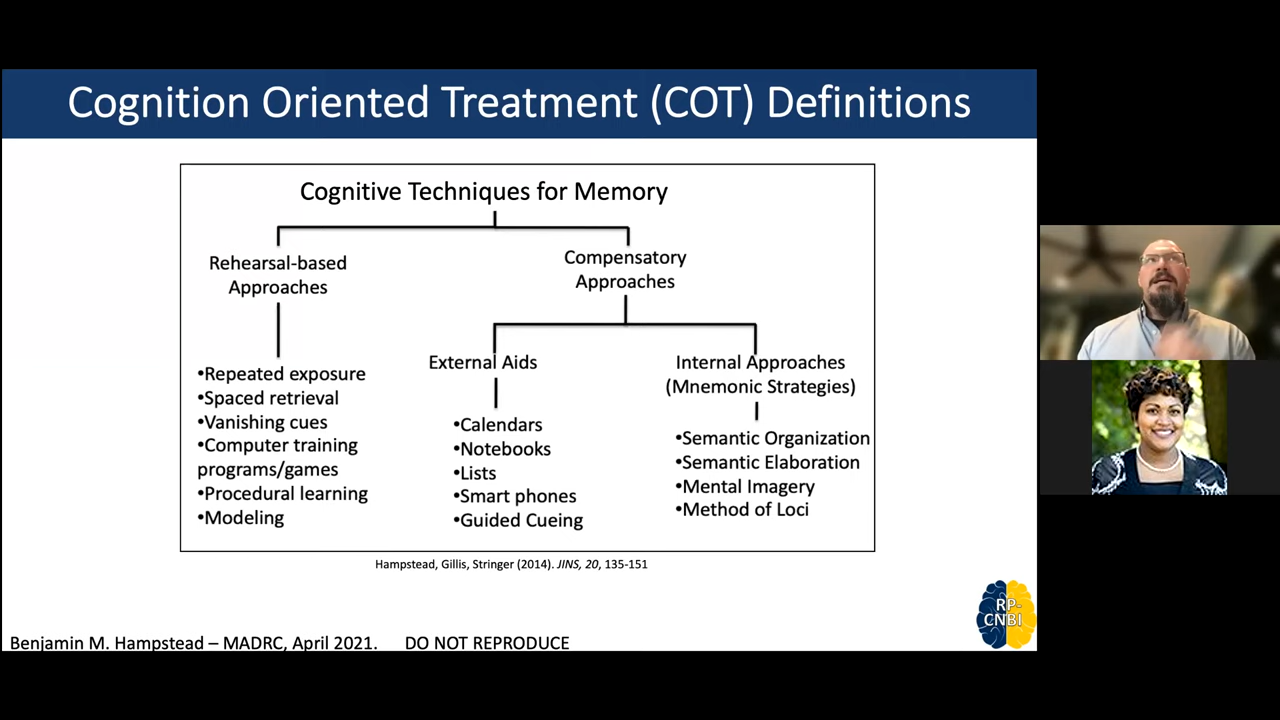 Cognition Oriented Treatment (COT) Definitions
Cognitive Techniques for Memory
Rehearsal-based
Approaches
•Repeated exposure
•Spaced retrieval
•Vanishing cues
•Computer training
programs/games
•Procedural learning
•Modeling
Compensatory
Approaches
External Aids
•Calendars
•Notebooks
•Lists
•Smart phones
•Guided Cueing
Internal Approaches
(Mnemonic Strategies)
•Semantic Organization
•Semantic Elaboration
•Mental Imagery
•Method of Loci
Hampstead, Gillis, Stringer (2014). JINS, 20, 135-151
RP-
CNBI
Benjamin M. Hampstead – MADRC, April 2021. DO NOT REPRODUCE